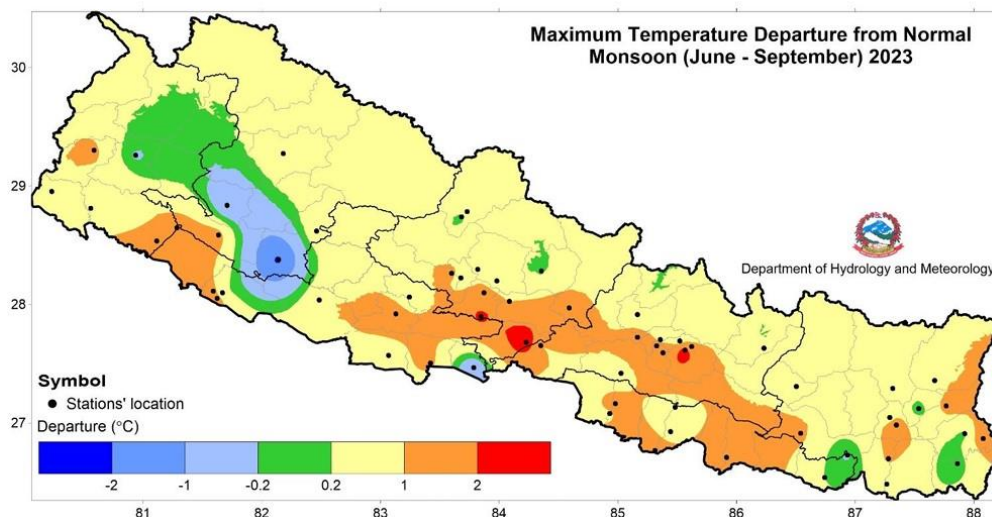 Maximum Temperature Departure from Normal
Monsoon (June - September) 2023
30
29
28
27
Department of Hydrology and Meteorology
Symbol
Stations' location
Departure (°C)
-2 -1 -0.2 0.2 1 2
81 82 83 84 85 86 87 88